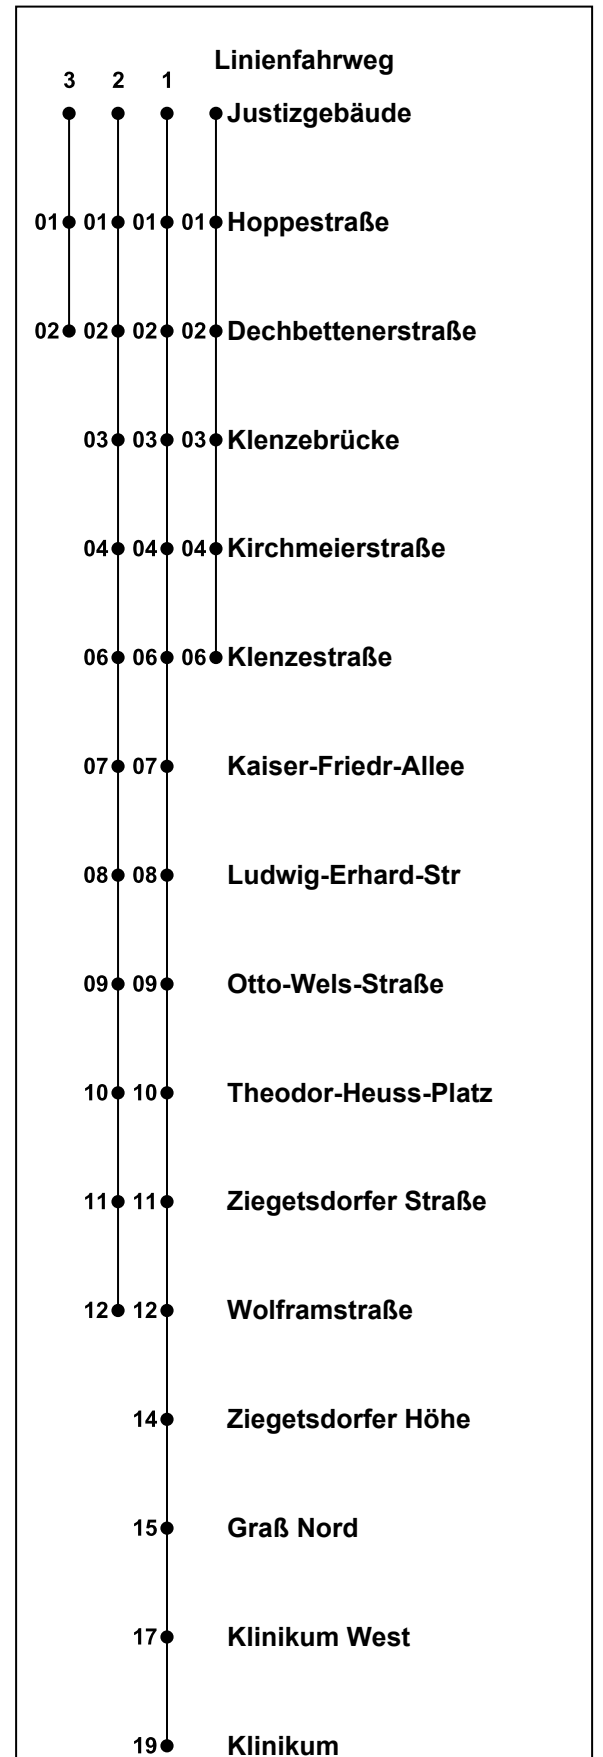 Linienfahrweg
3 2 1
Justizgebäude
01 01 01 01 Hoppestraße
02 02 02 02 Dechbettenerstraße
03 03 03 Klenzebrücke
04 04 04 Kirchmeierstraße
06 06 06 Klenzestraße
07 07 Kaiser-Friedr-Allee
08 08 Ludwig-Erhard-Str
09 09 Otto-Wels-Straße
10 10 Theodor-Heuss-Platz
11 11 Ziegetsdorfer Straße
12 12 Wolframstraße
14 Ziegetsdorfer Höhe
15 Graß Nord
17 Klinikum West
19 Klinikum